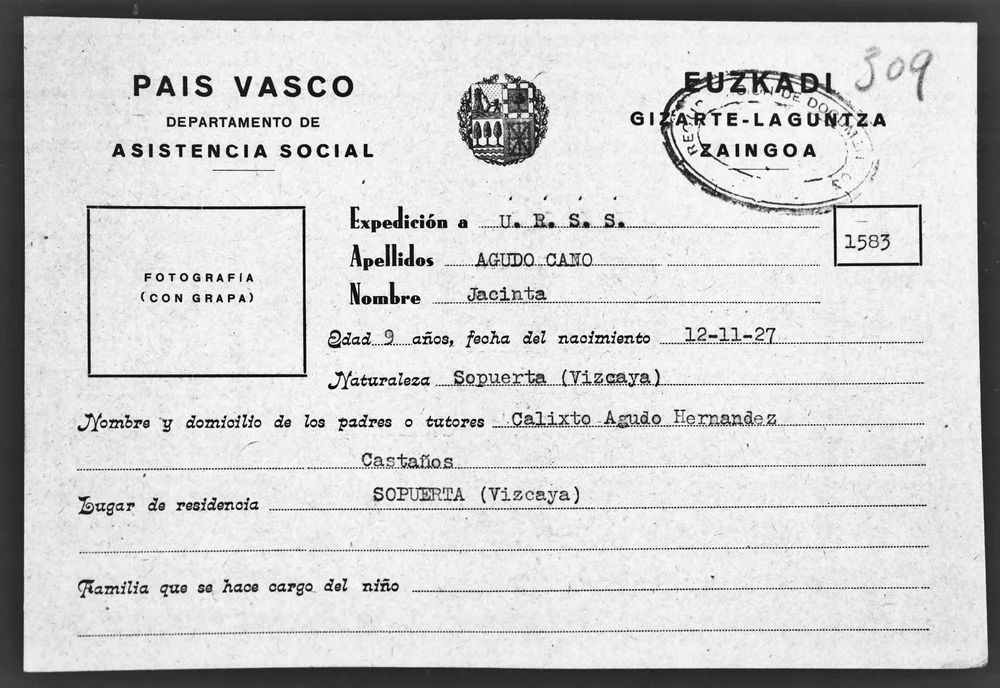 309
PAIS VASCO
DEPARTAMENTO DE
ASISTENCIA SOCIAL
EUZKADI
GIZARTE-LAGUNTZA
ZAINGOA
FOTOGRAFÍA
(CON GRAPA)
Expedición a U. R. S. S.
1583
Apellidos AGUDO CANO
Nombre Jacinta
Edad 9 años, fecha del nacimiento 12-11-27
Naturaleza Sopuerta (Vizcaya)
Nombre y domicilio de los padres o tutores Calixto Agudo Hernandez
Castaños
Lugar de residencia SOPUERTA (Vizcaya)
Familia que se hace cargo del niño